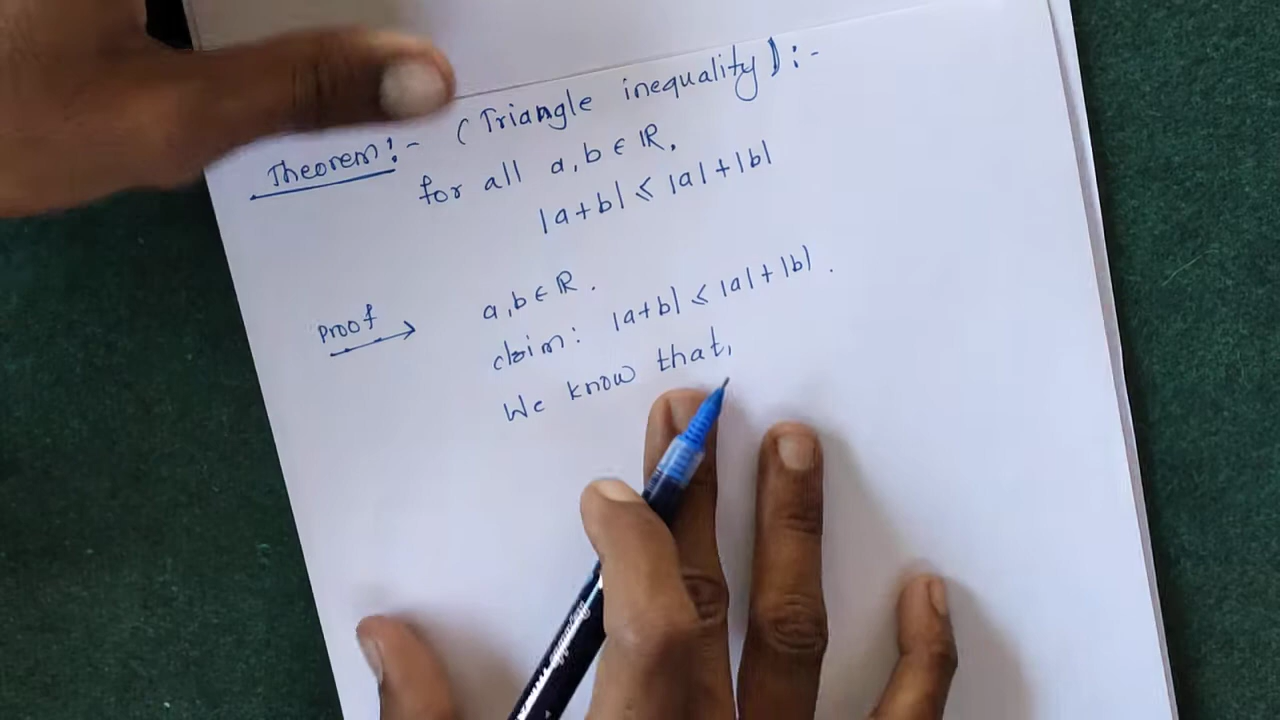 Theorem:- (Triangle inequality):-
for all a, b ∈ ℝ,
|a+b| ≤ |a|+|b|
Proof → a, b ∈ ℝ.
claim: |a+b| ≤ |a|+|b|.
We know that,